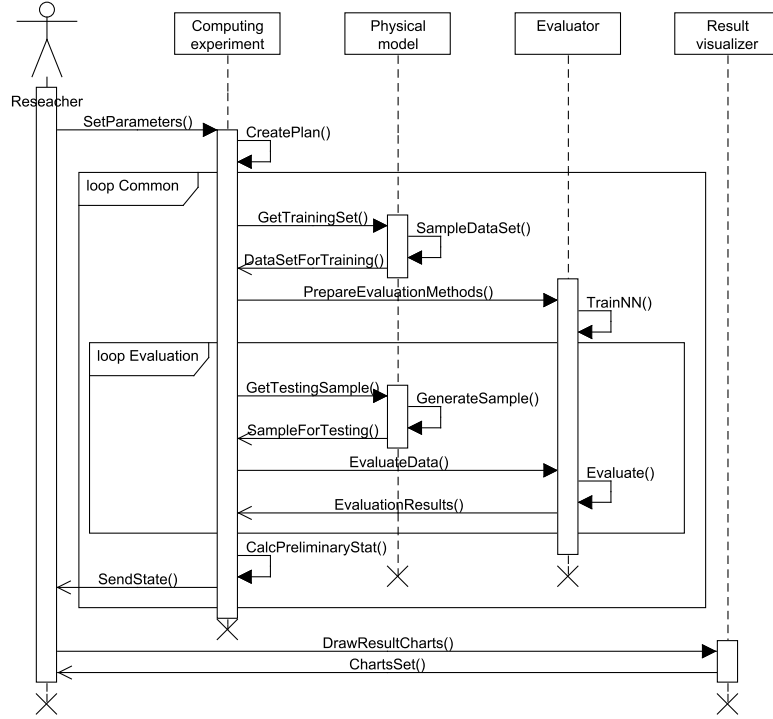 Computing
experiment
Physical
model
Evaluator
Result
visualizer
Reseacher
SetParameters()
CreatePlan()
loop Common
GetTrainingSet()
SampleDataSet()
DataSetForTraining()
PrepareEvaluationMethods()
TrainNN()
loop Evaluation
GetTestingSample()
GenerateSample()
SampleForTesting()
EvaluateData()
Evaluate()
EvaluationResults()
CalcPreliminaryStat()
SendState()
DrawResultCharts()
ChartsSet()